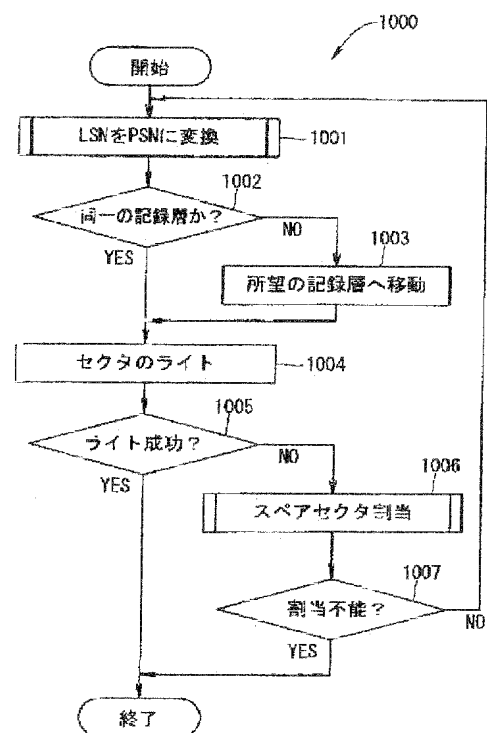 1000
開始
LSNをPSNに変換
1001
1002
同一の記録層か？
NO
YES
1003
所望の記録層へ移動
セクタのライト
1004
1005
ライト成功？
NO
YES
1006
スペアセクタ割当
1007
割当不能？
NO
YES
終了